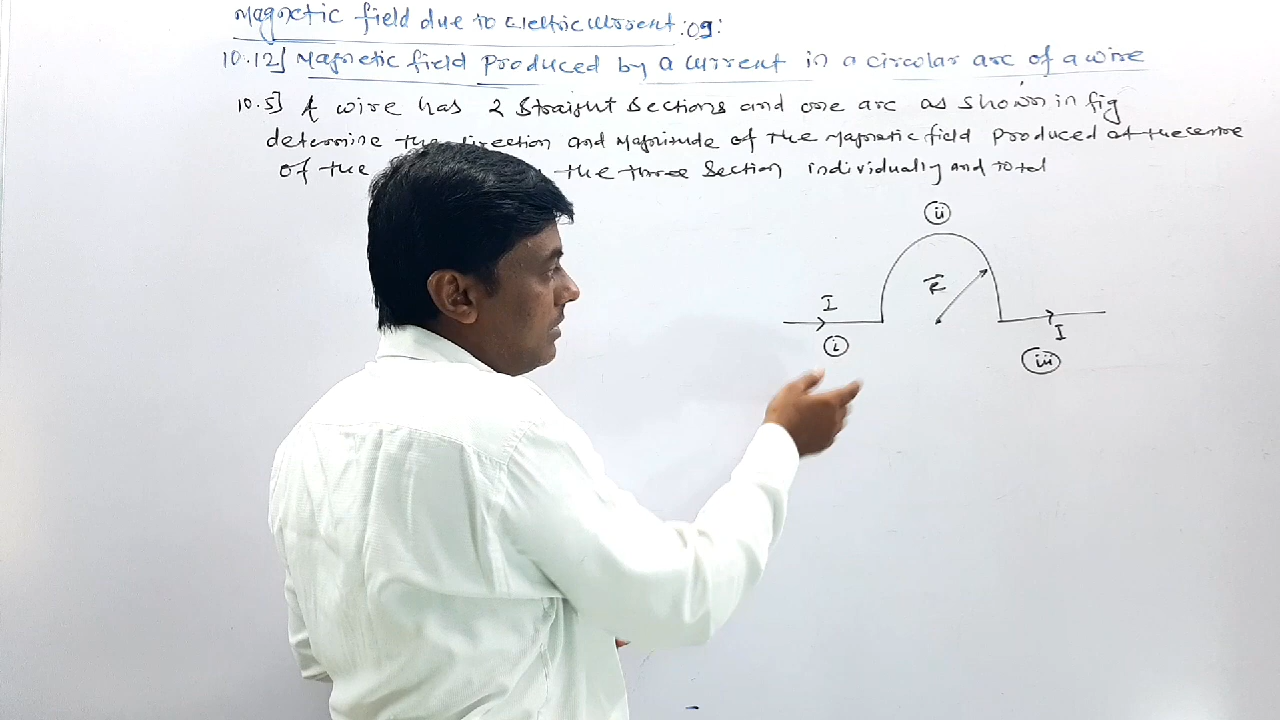 Magnetic field due to Electric current :09:
10.12] Magnetic field Produced by a current in a circular arc of a wire
10.5] A wire has 2 Straight Sections and one arc as shown in fig
determine the direction and Magnitude of the Magnetic field Produced at the centre
of the the three Section individually and total
ii
R
I
i
I
iii